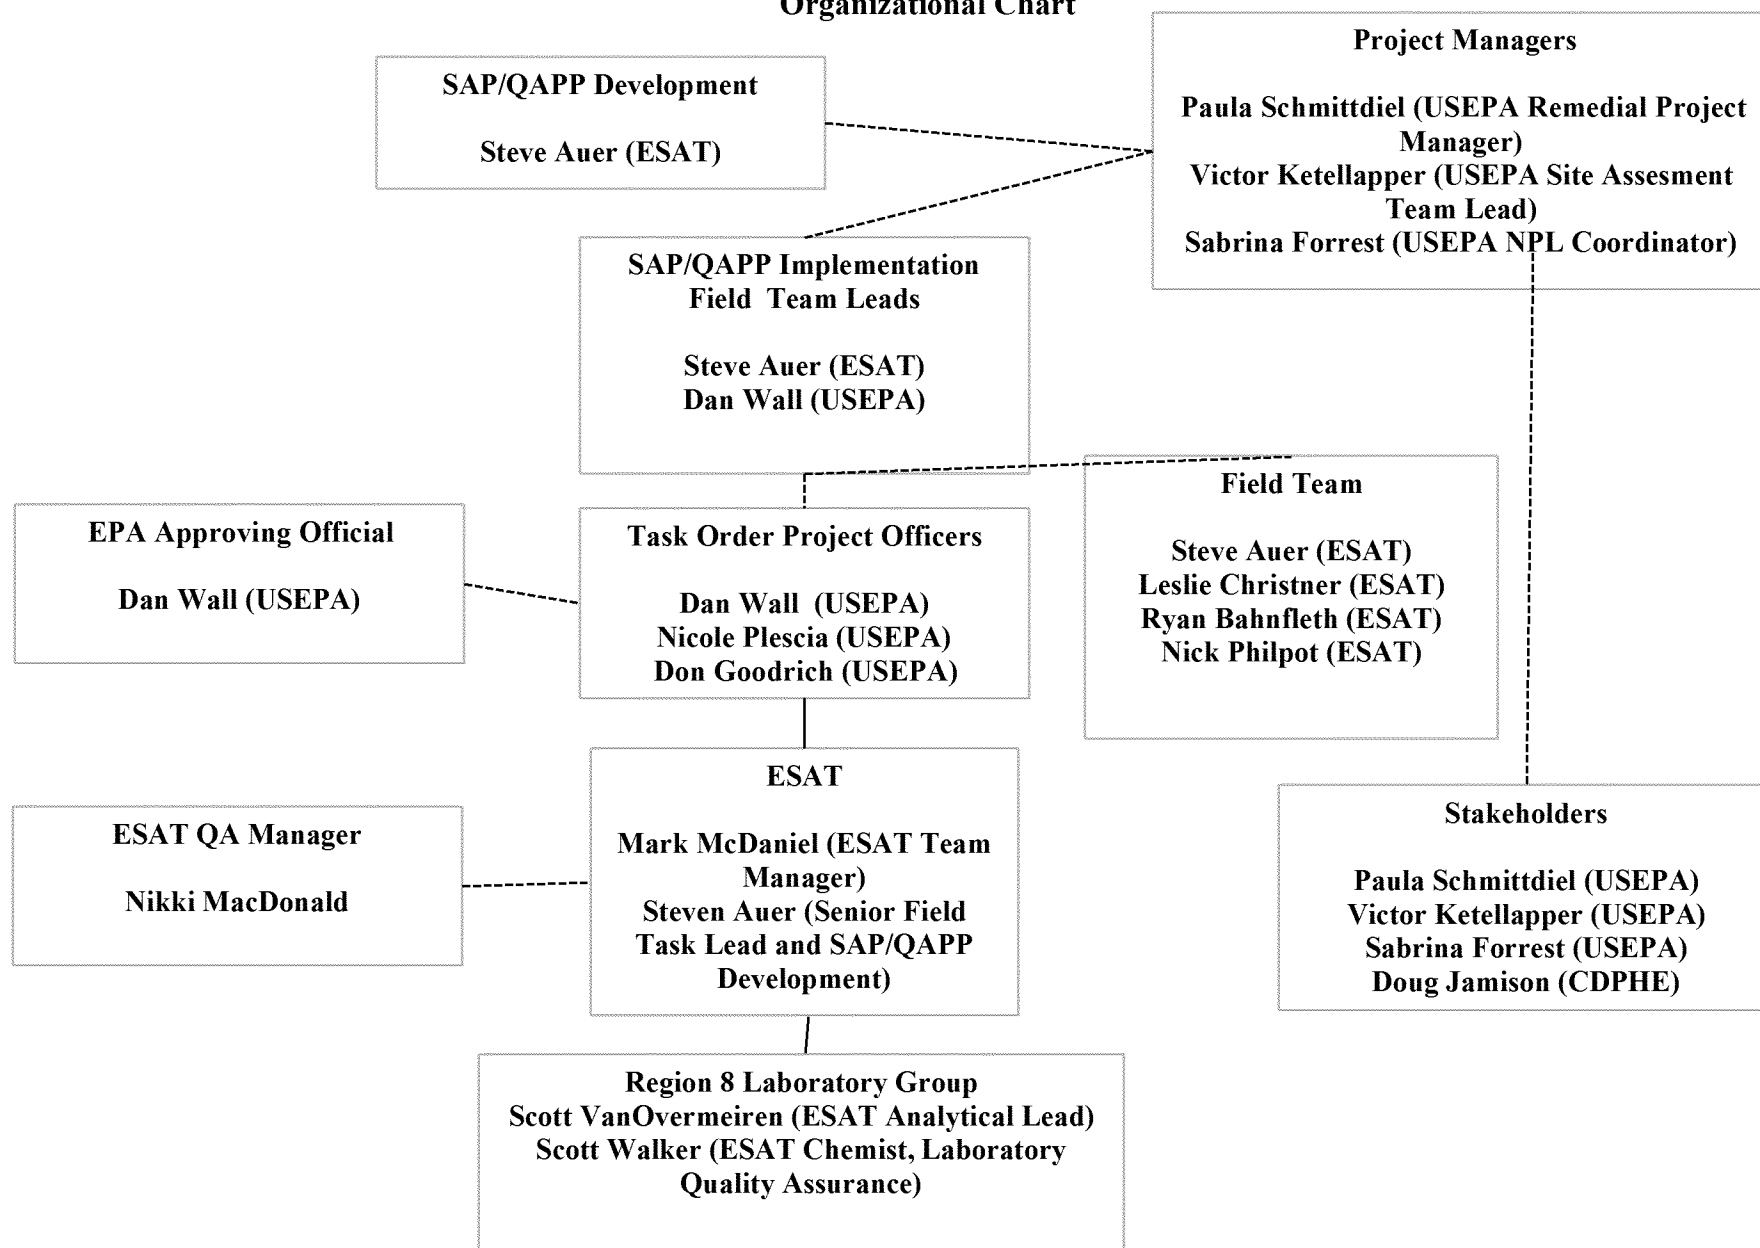 Organizational Chart
SAP/QAPP Development
Steve Auer (ESAT)
Project Managers
Paula Schmittdiel (USEPA Remedial Project
Manager)
Victor Ketellapper (USEPA Site Assesment
Team Lead)
Sabrina Forrest (USEPA NPL Coordinator)
SAP/QAPP Implementation
Field Team Leads
Steve Auer (ESAT)
Dan Wall (USEPA)
Field Team
Steve Auer (ESAT)
Leslie Christner (ESAT)
Ryan Bahnfleth (ESAT)
Nick Philpot (ESAT)
EPA Approving Official
Dan Wall (USEPA)
Task Order Project Officers
Dan Wall (USEPA)
Nicole Plescia (USEPA)
Don Goodrich (USEPA)
ESAT
Mark McDaniel (ESAT Team
Manager)
Steven Auer (Senior Field
Task Lead and SAP/QAPP
Development)
ESAT QA Manager
Nikki MacDonald
Stakeholders
Paula Schmittdiel (USEPA)
Victor Ketellapper (USEPA)
Sabrina Forrest (USEPA)
Doug Jamison (CDPHE)
Region 8 Laboratory Group
Scott VanOvermeiren (ESAT Analytical Lead)
Scott Walker (ESAT Chemist, Laboratory
Quality Assurance)